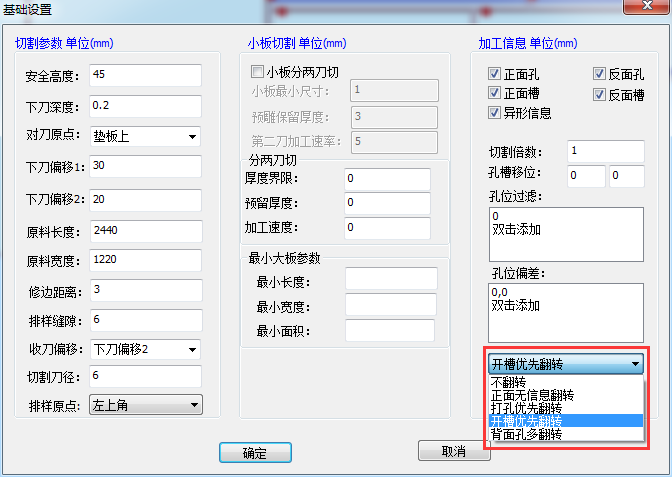 基础设置
切割参数 单位(mm)
安全高度： 45
下刀深度： 0.2
对刀原点： 垫板上
下刀偏移1： 30
下刀偏移2： 20
原料长度： 2440
原料宽度： 1220
修边距离： 3
排样缝隙： 6
收刀偏移： 下刀偏移2
切割刀径： 6
排样原点： 左上角
小板切割 单位(mm)
小板分两刀切
小板最小尺寸： 1
预雕保留厚度： 3
第二刀加工速率： 5
分两刀切
厚度界限： 0
预留厚度： 0
加工速度： 0
最小大板参数
最小长度：
最小宽度：
最小面积：
加工信息 单位(mm)
正面孔 反面孔
正面槽 反面槽
异形信息
切割倍数： 1
孔槽移位： 0 0
孔位过滤：
0
双击添加
孔位偏差：
0,0
双击添加
开槽优先翻转
不翻转
正面无信息翻转
打孔优先翻转
开槽优先翻转
背面孔多翻转
确定 取消